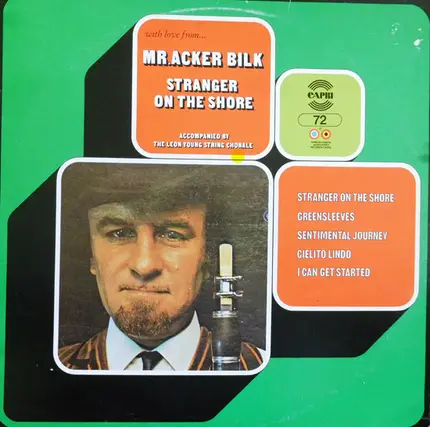 with love from...
MR. ACKER BILK
STRANGER
ON THE SHORE
ACCOMPANIED BY
THE LEON YOUNG STRING CHORALE
CAPRI
72
STRANGER ON THE SHORE
GREENSLEEVES
SENTIMENTAL JOURNEY
CIELITO LINDO
I CAN GET STARTED